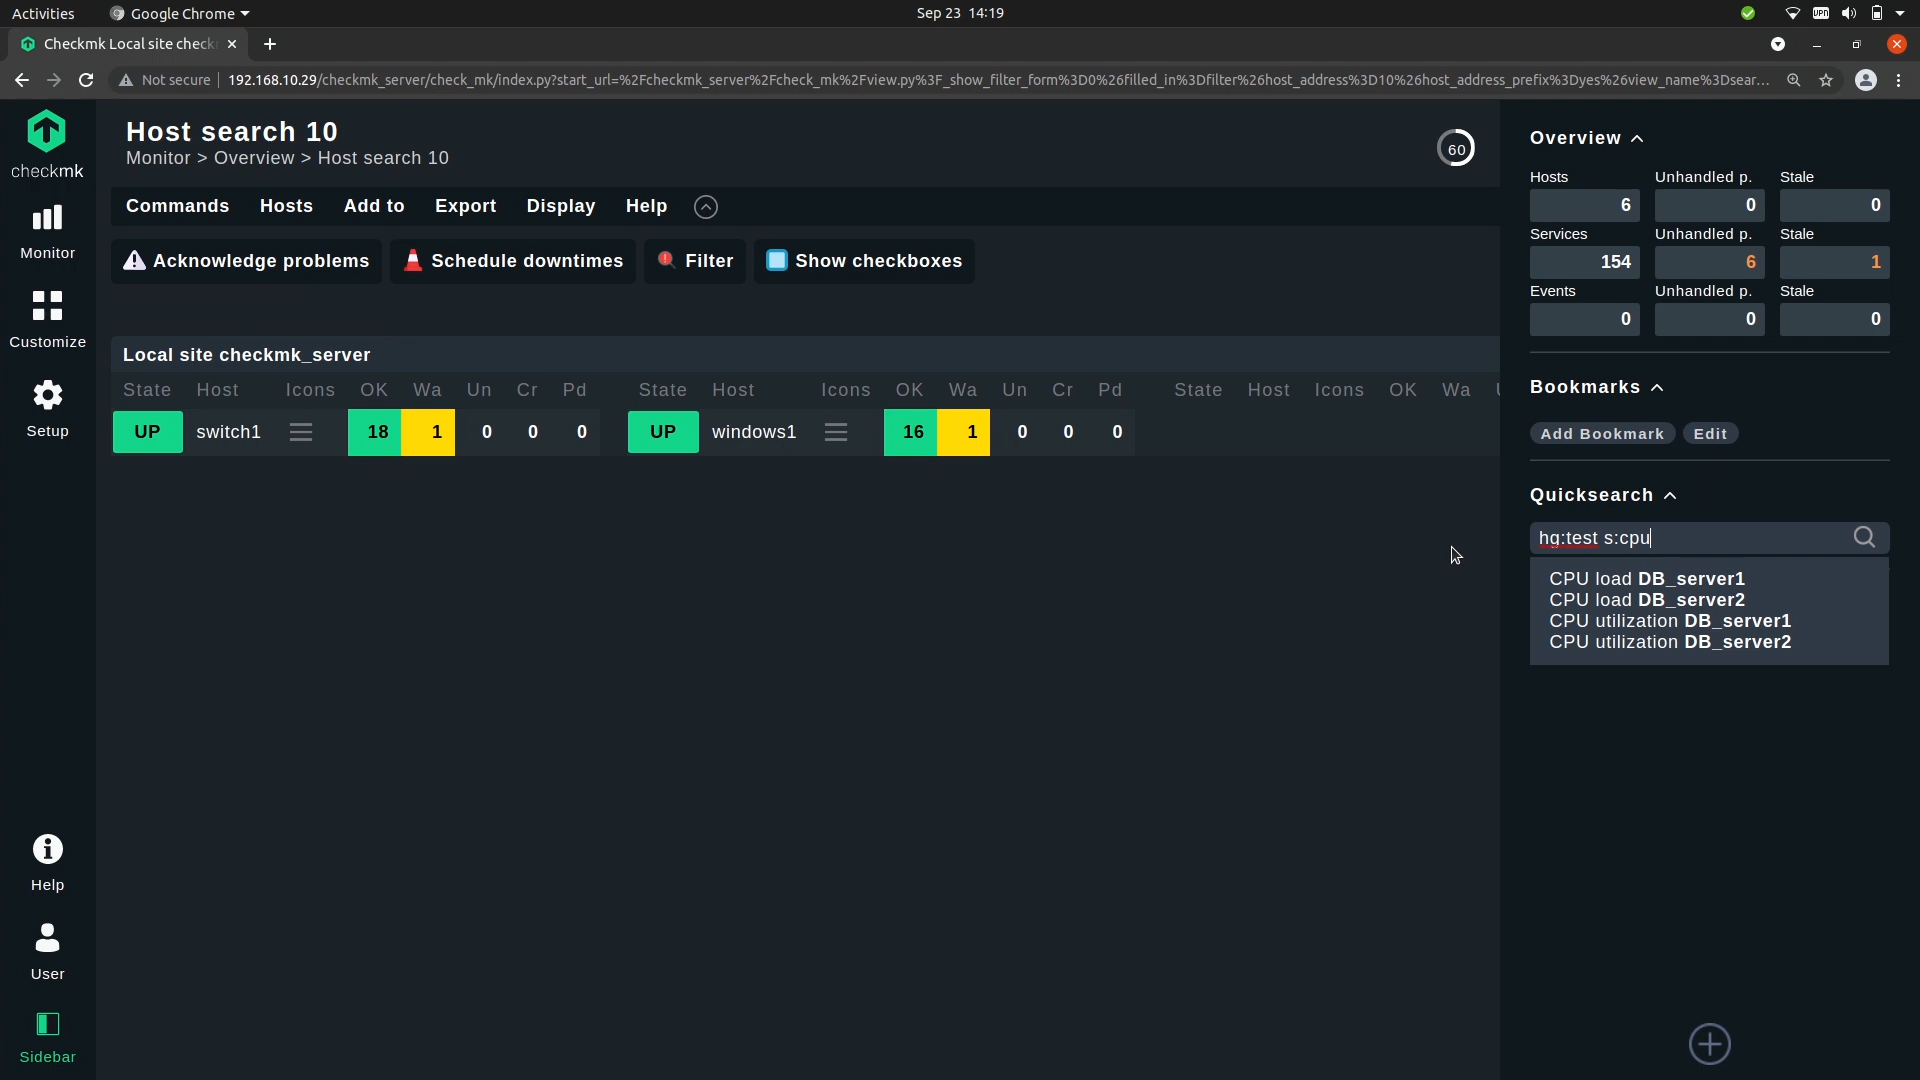 Activities
Google Chrome
Sep 23 14:19
VPN
Checkmk Local site check
Not secure
192.168.10.29/checkmk_server/check_mk/index.py?start_url=%2Fcheckmk_server%2Fcheck_mk%2Fview.py%3F_show_filter_form%3D0%26filled_in%3Dfilter%26host_address%3D10%26host_address_prefix%3Dyes%26view_name%3Dsear...
checkmk
Monitor
Customize
Setup
Help
User
Sidebar
Host search 10
Monitor > Overview > Host search 10
60
Commands Hosts Add to Export Display Help
Acknowledge problems Schedule downtimes Filter Show checkboxes
Local site checkmk_server
State Host Icons OK Wa Un Cr Pd State Host Icons OK Wa Un Cr Pd State Host Icons OK Wa
UP switch1 18 1 0 0 0 UP windows1 16 1 0 0 0
Overview
Hosts Unhandled p. Stale
6 0 0
Services Unhandled p. Stale
154 6 1
Events Unhandled p. Stale
0 0 0
Bookmarks
Add Bookmark Edit
Quicksearch
hg:test s:cpu
CPU load DB_server1
CPU load DB_server2
CPU utilization DB_server1
CPU utilization DB_server2